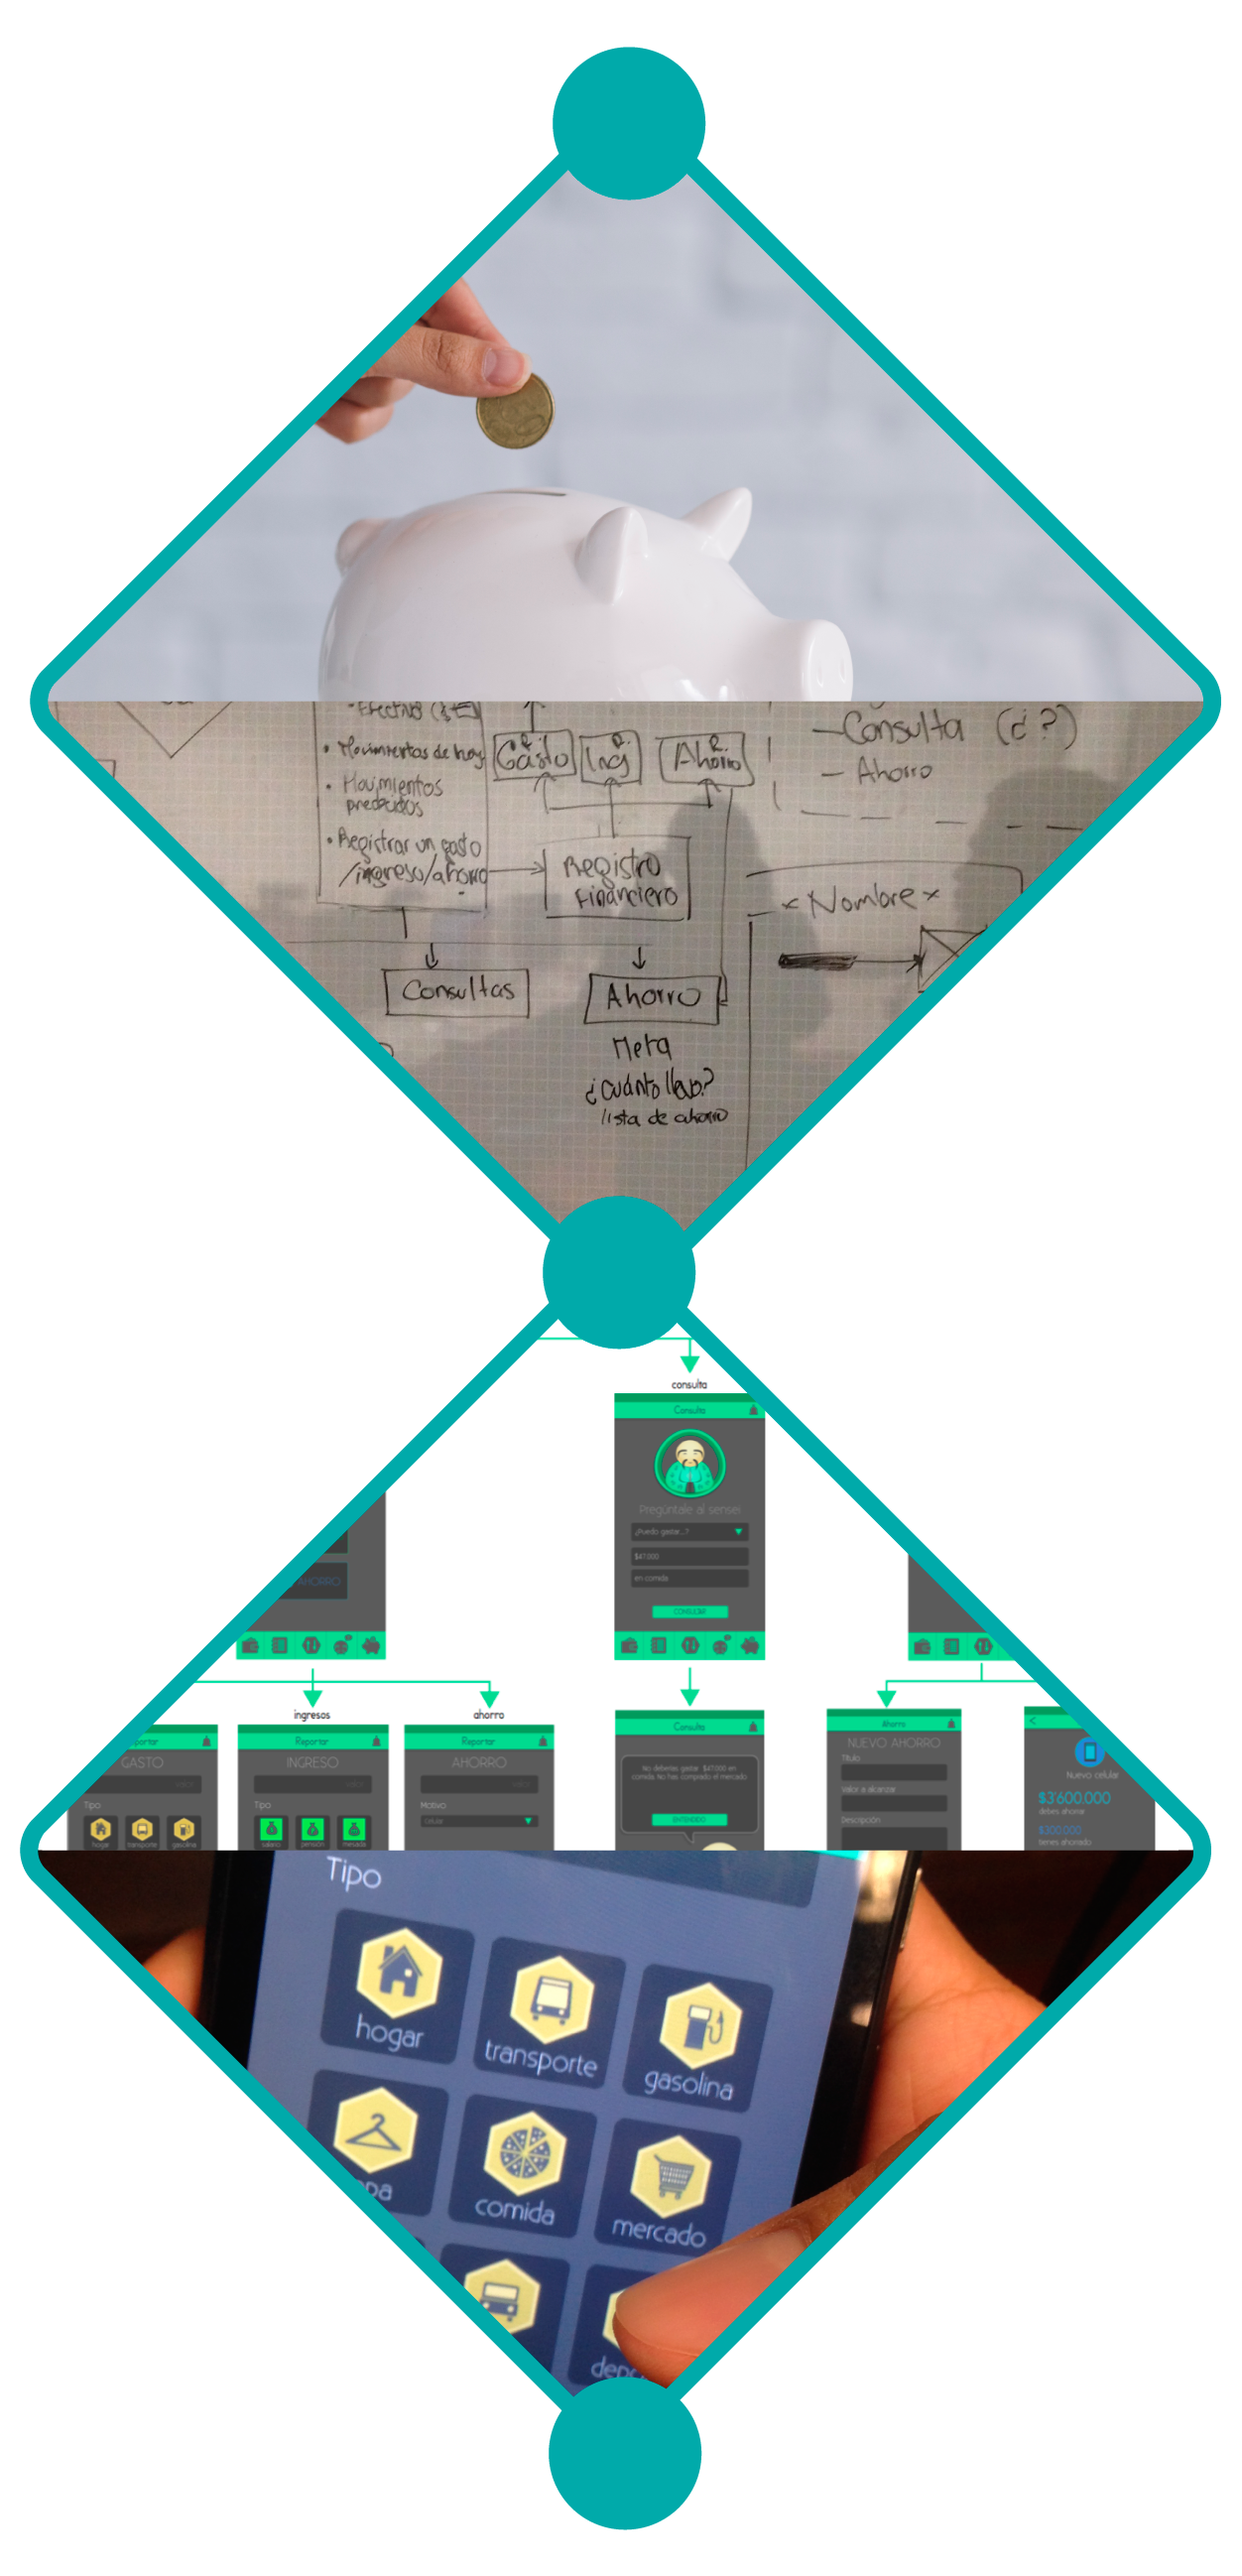 • Efectivo
• Movimientos de hoy
• Movimientos
• Registrar un gasto
/ingreso/ahorro
Gasto
Ing
Ahorro
Registro
Financiero
Consultas
Ahorro
Meta
¿Cuánto llevo?
lista de ahorro
– Consulta (¿?)
– Ahorro
<Nombre>
consulta
Consulta
Pregúntale al sensei
¿Puedo gastar...?
$47.000
en comida
CONSULTAR
AHORRO
ingresos
ahorro
Reportar
GASTO
valor
Tipo
hogar
transporte
gasolina
Reportar
INGRESO
valor
Tipo
salario
pensión
mesada
Reportar
AHORRO
valor
Motivo
Celular
Consulta
No deberías gastar $47.000 en
comida. No has comprado el mercado
ENTENDIDO
Ahorro
NUEVO AHORRO
Título
Valor a alcanzar
Descripción
Nuevo celular
$3'600.000
debes ahorrar
$300.000
tienes ahorrado
Tipo
hogar
transporte
gasolina
comida
mercado